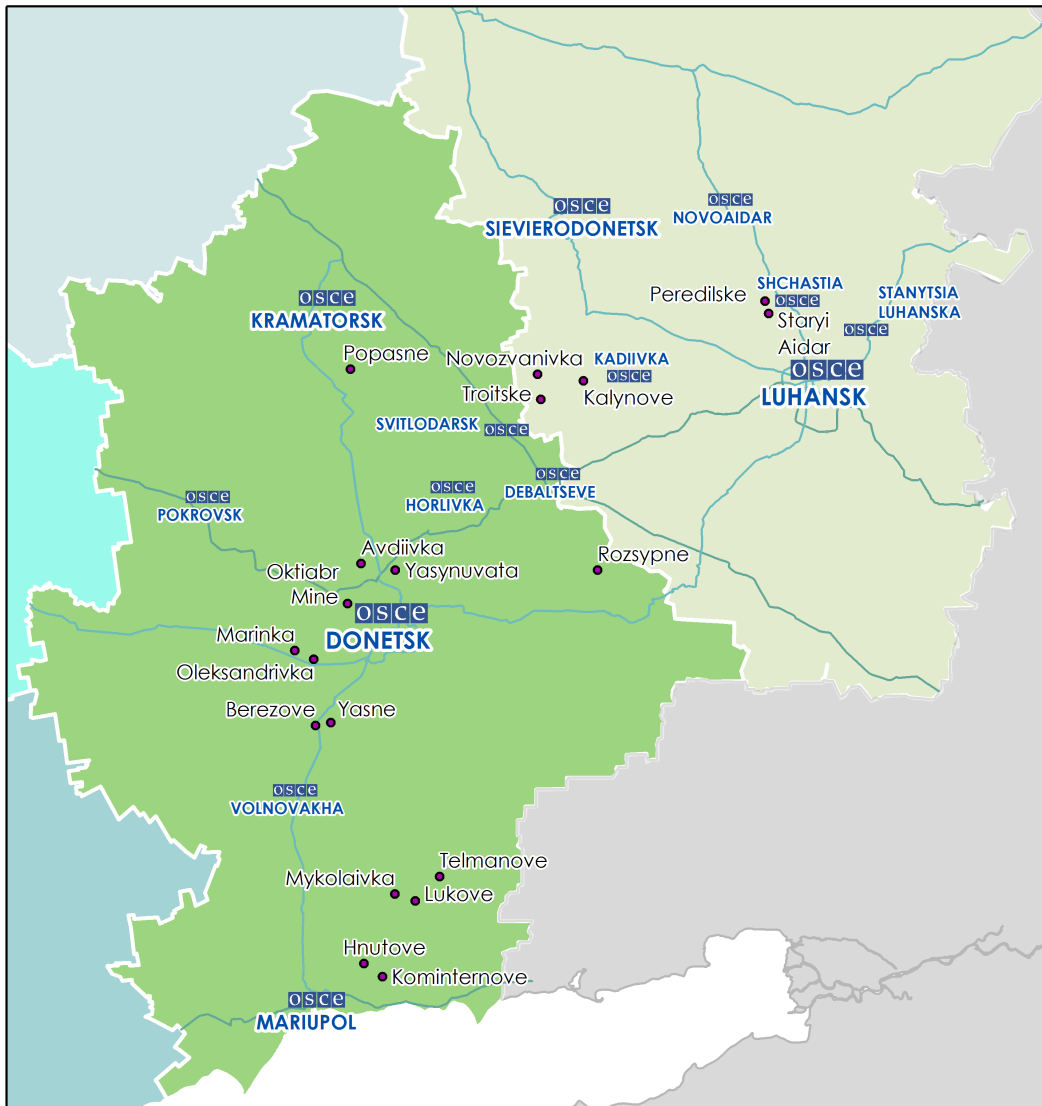 osce
NOVOAIDAR
osce
SIEVIERODONETSK
SHCHASTIA
osce
Peredilske
Staryi
Aidar
STANYTSIA
LUHANSKA
osce
osce
KRAMATORSK
Popasne
Novozvanivka
KADIIVKA
osce
Troitske
Kalynove
osce
LUHANSK
SVITLODARSK
osce
osce
DEBALTSEVE
osce
HORLIVKA
osce
POKROVSK
Avdiivka
Yasynuvata
Rozsypne
Oktiabr
Mine
osce
DONETSK
Marinka
Oleksandrivka
Berezove
Yasne
osce
VOLNOVAKHA
Telmanove
Mykolaivka
Lukove
Hnutove
Kominternove
osce
MARIUPOL